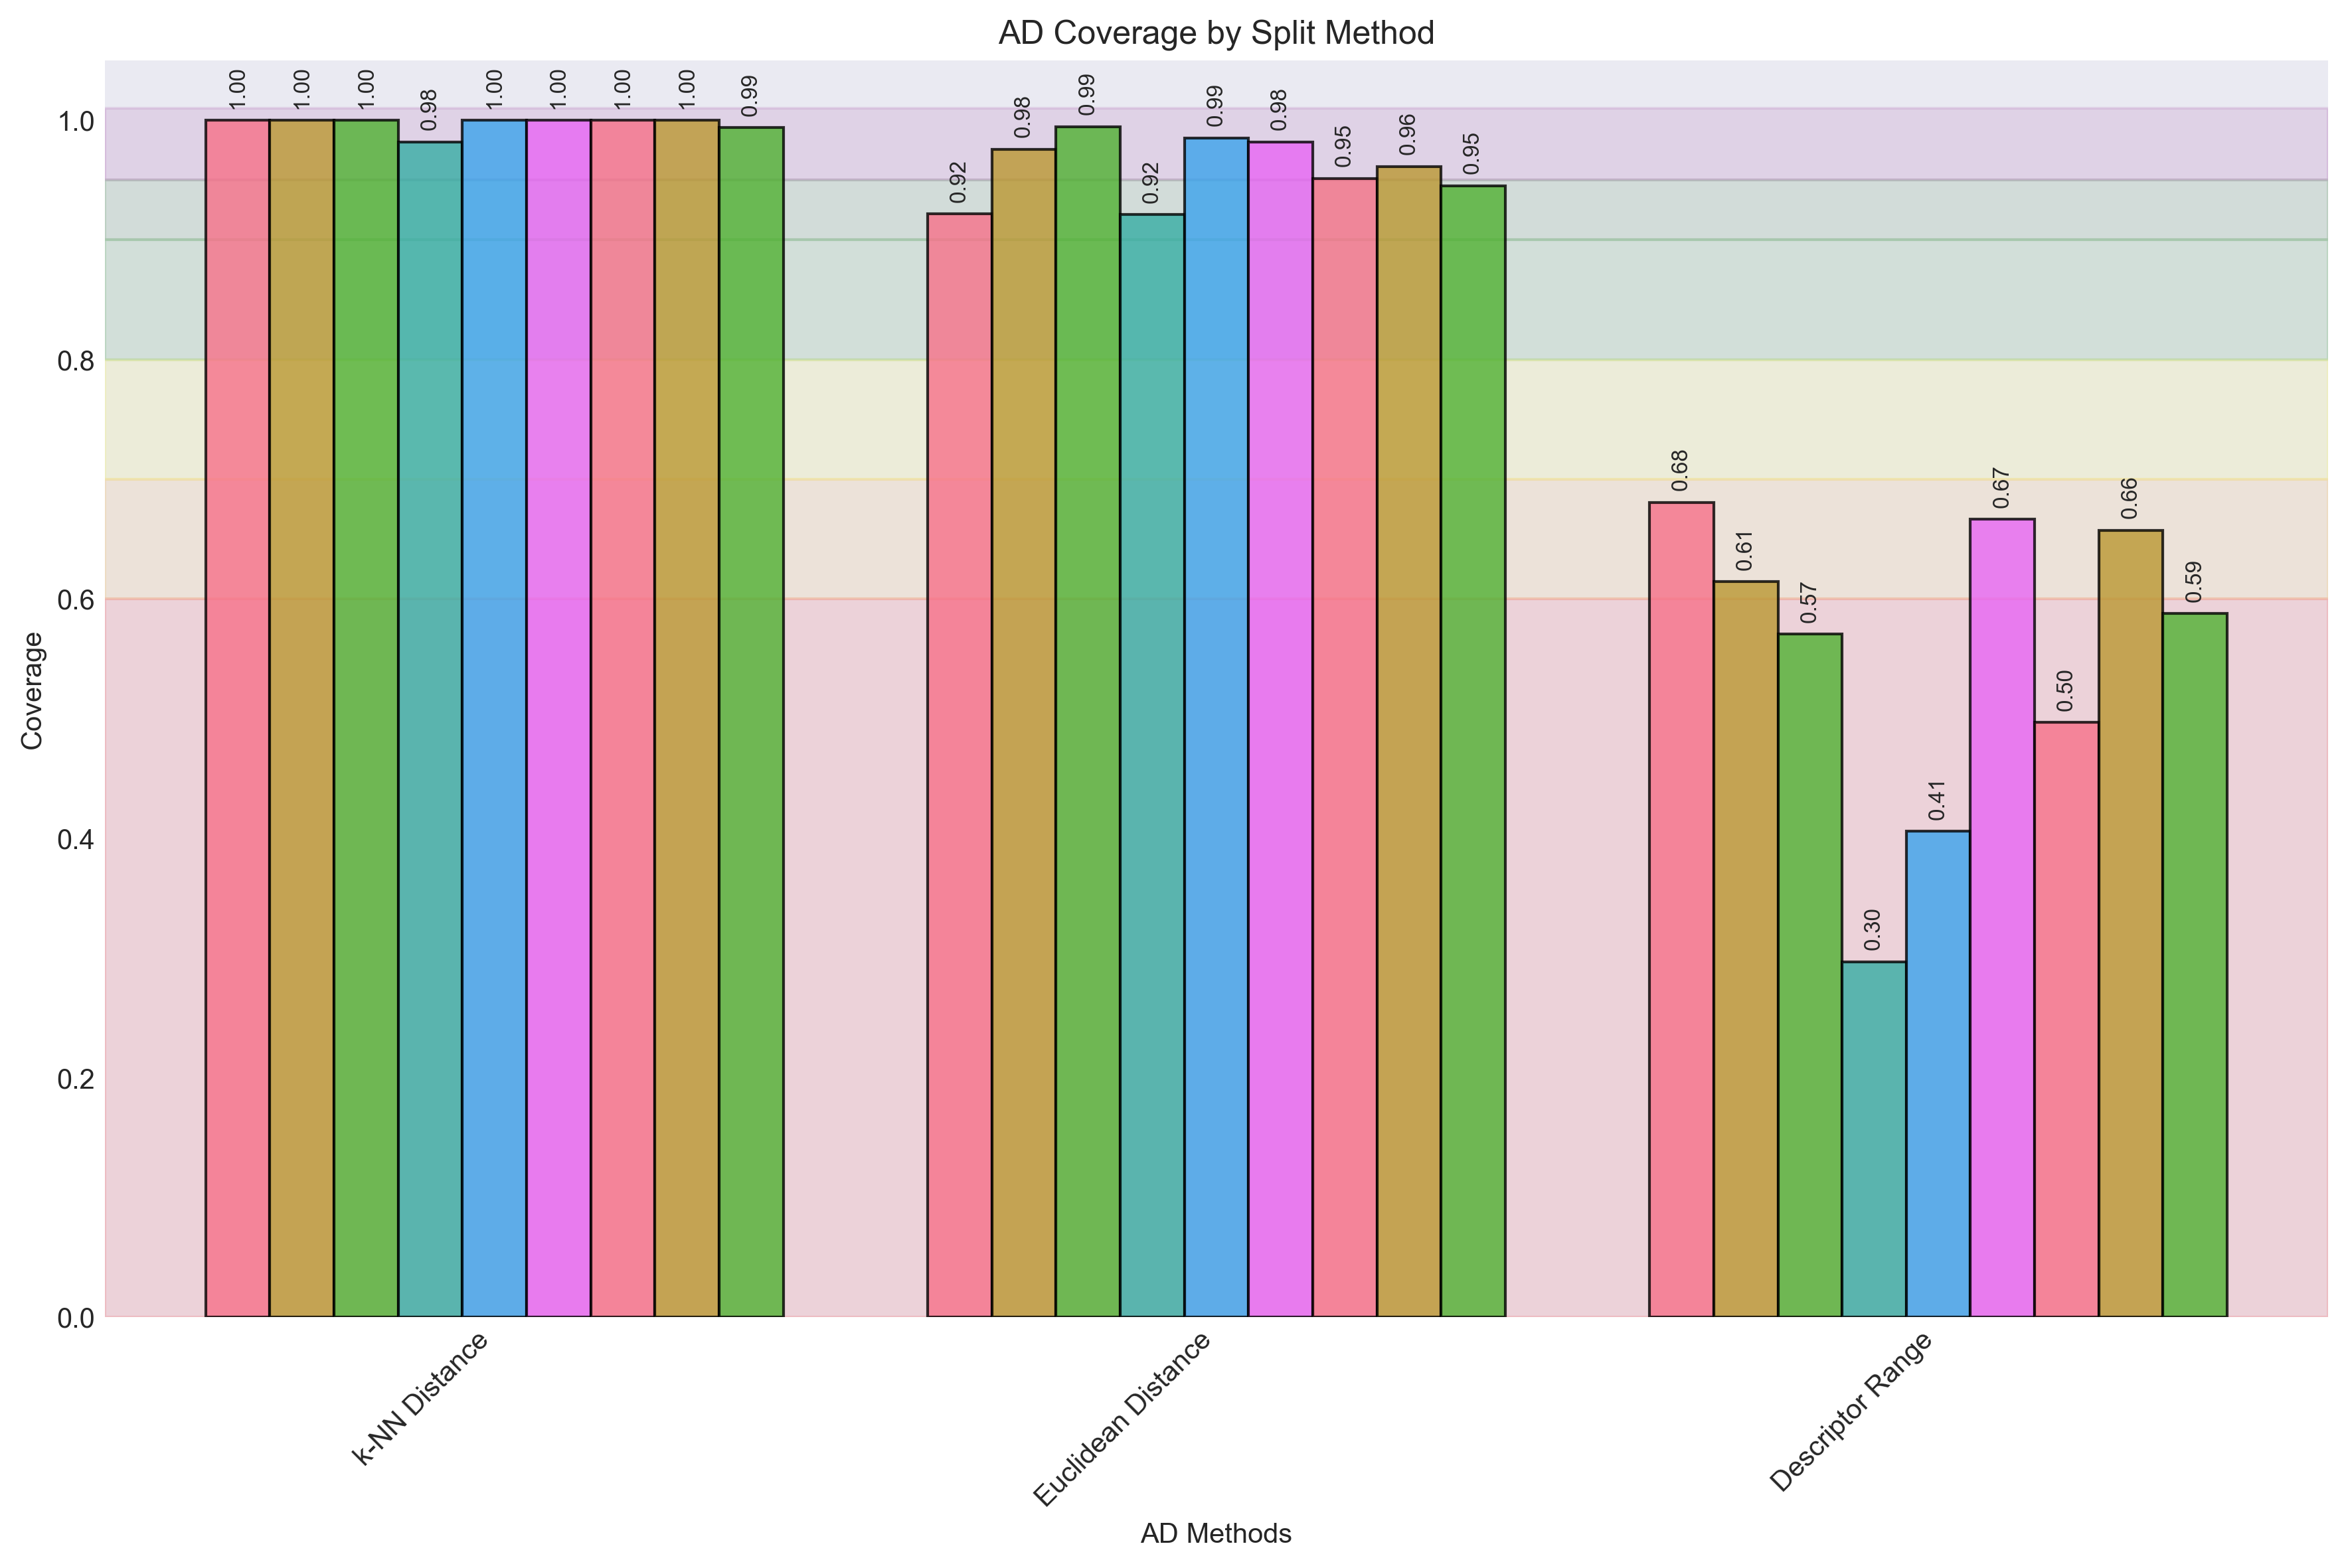 AD Coverage by Split Method
1.00 1.00 1.00 0.98 1.00 1.00 1.00 1.00 0.99
0.92 0.98 0.99 0.92 0.99 0.98 0.95 0.96 0.95
0.68 0.61 0.57 0.30 0.41 0.67 0.50 0.66 0.59
1.0
0.8
0.6
0.4
0.2
0.0
Coverage
k-NN Distance
Euclidean Distance
Descriptor Range
AD Methods